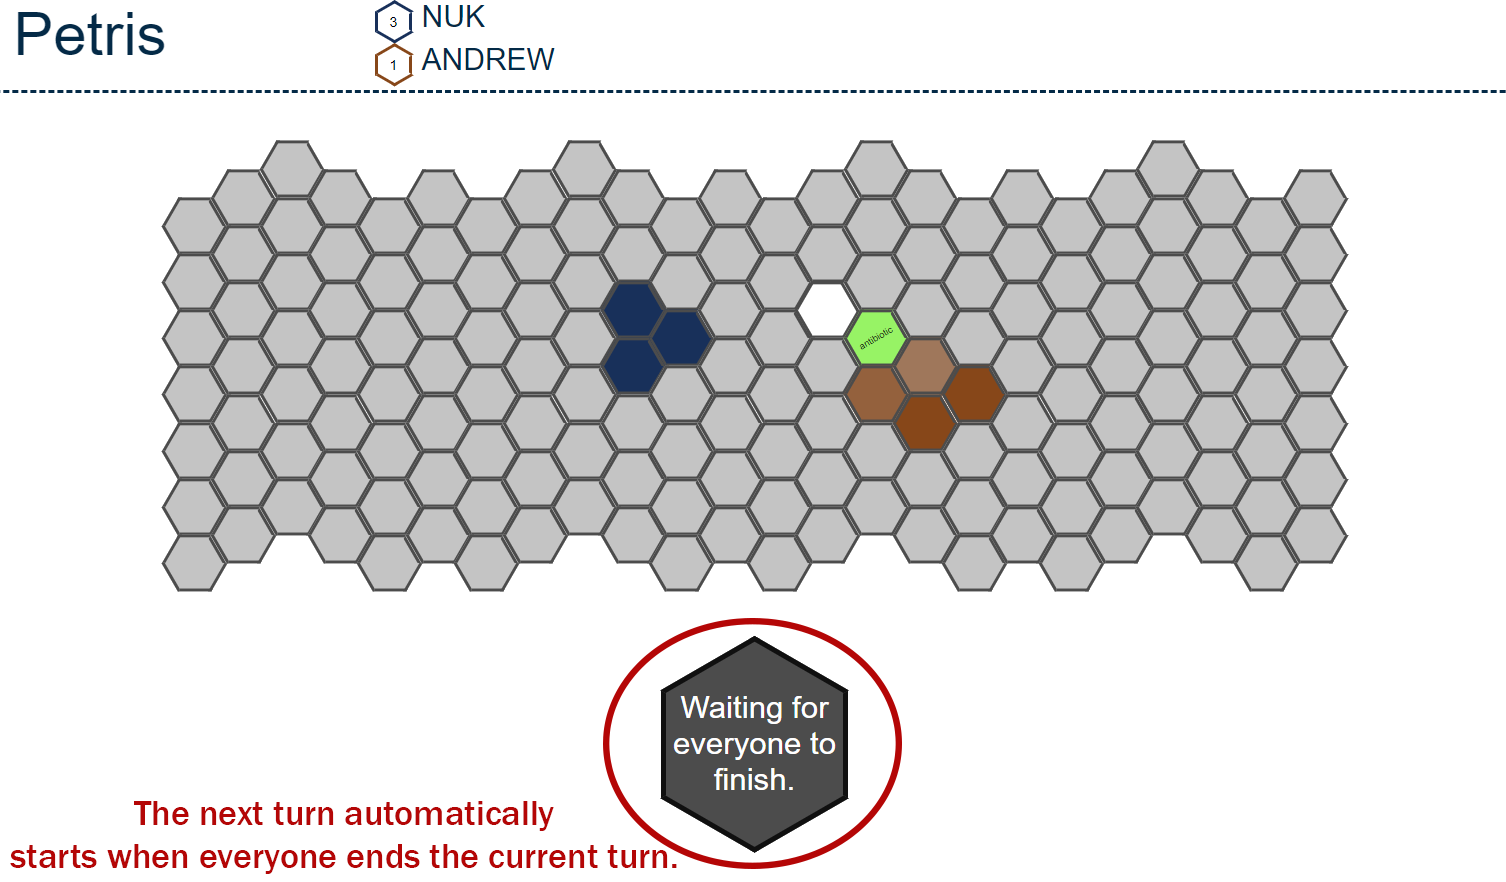 Petris
3 NUK
1 ANDREW
antibiotic
Waiting for
everyone to
finish.
The next turn automatically
starts when everyone ends the current turn.